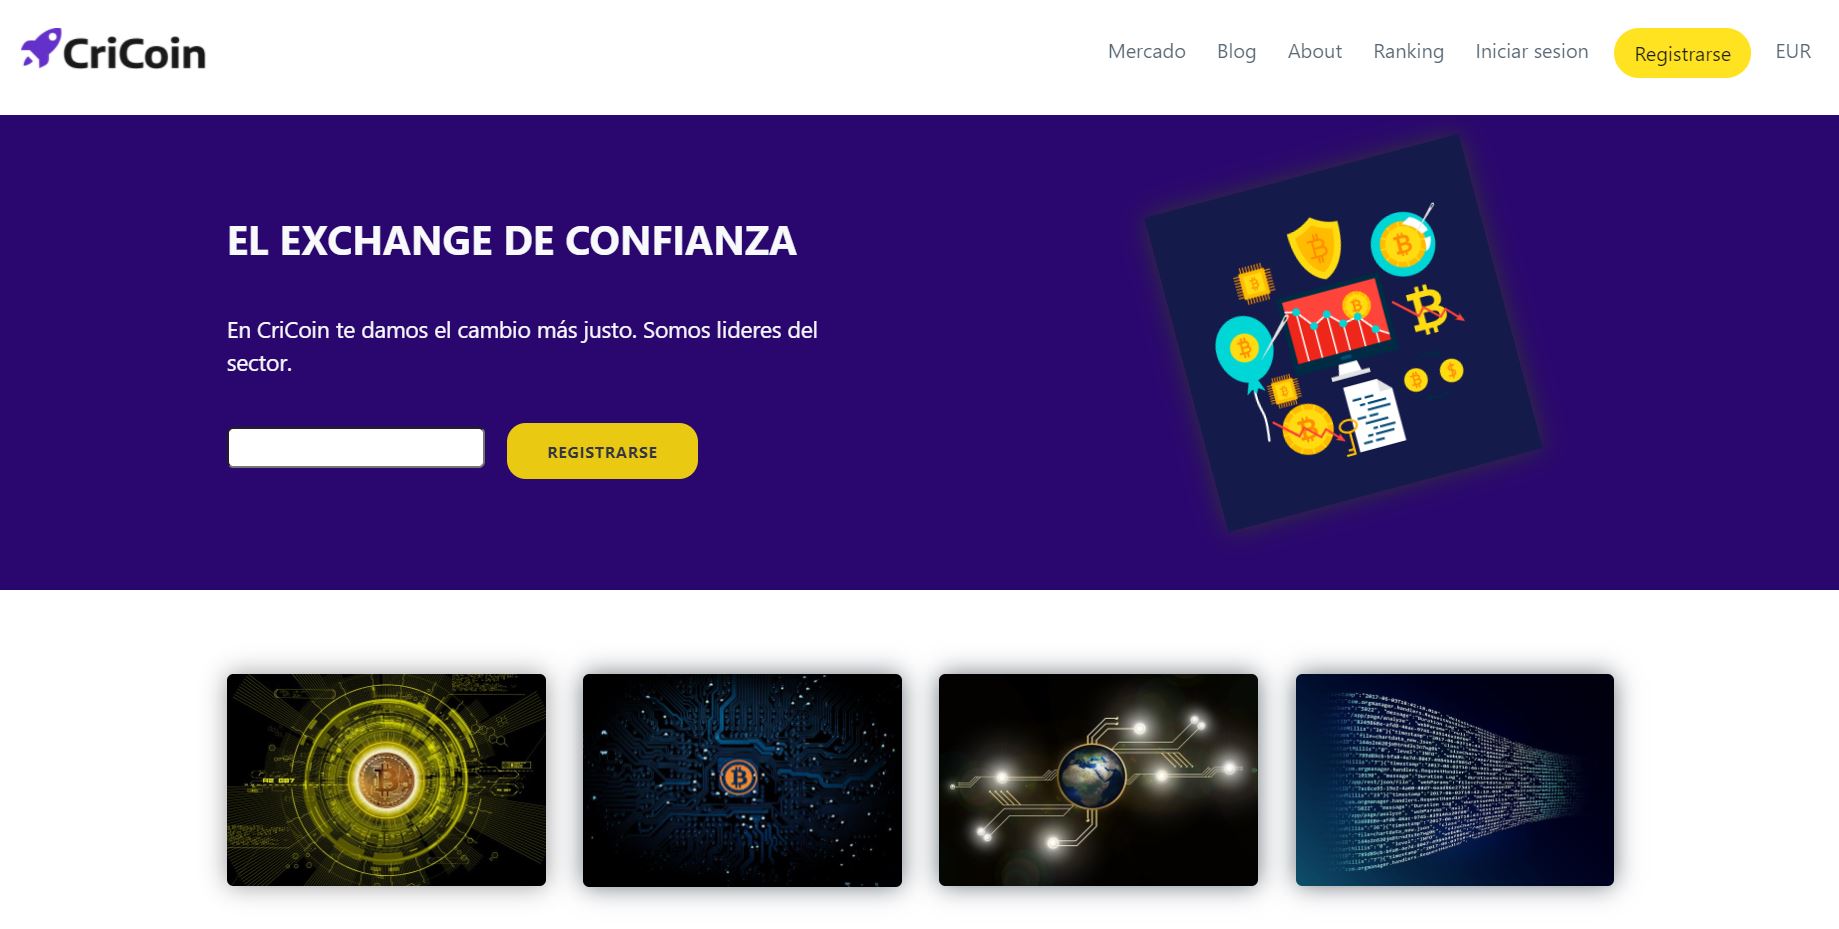 CriCoin
Mercado Blog About Ranking Iniciar sesion Registrarse EUR
EL EXCHANGE DE CONFIANZA
En CriCoin te damos el cambio más justo. Somos lideres del
sector.
REGISTRARSE